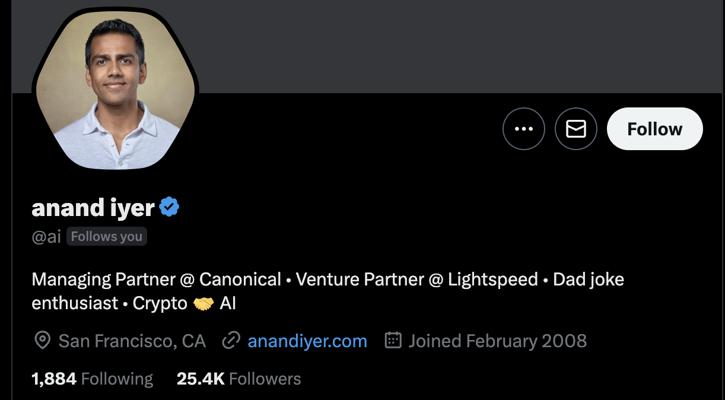 Follow
anand iyer
@ai Follows you
Managing Partner @ Canonical • Venture Partner @ Lightspeed • Dad joke
enthusiast • Crypto 🤝 AI
San Francisco, CA anandiyer.com Joined February 2008
1,884 Following 25.4K Followers